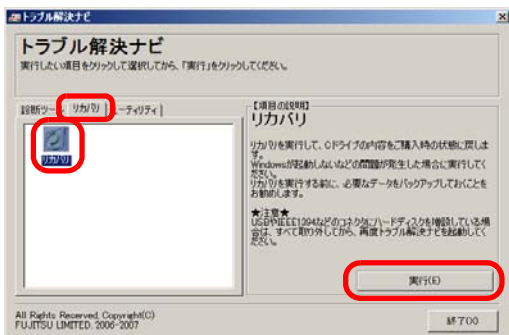 トラブル解決ナビ
トラブル解決ナビ
実行したい項目をクリックして選択してから、「実行」をクリックしてください。
診断ツール
リカバリ
ユーティリティ
リカバリ
【項目の説明】
リカバリ
リカバリを実行して、Cドライブの内容をご購入時の状態に戻しま
す。
Windowsが起動しないなどの問題が発生した場合に実行してく
ださい。
リカバリを実行する前に、必要なデータをバックアップしておくことを
お勧めします。
★注意★
USBやIEEE1394などのコネクタにハードディスクを増設している場
合は、すべて取り外してから、再度トラブル解決ナビを起動してく
ださい。
実行(E)
All Rights Reserved, Copyright(C)
FUJITSU LIMITED. 2006-2007
終了(X)